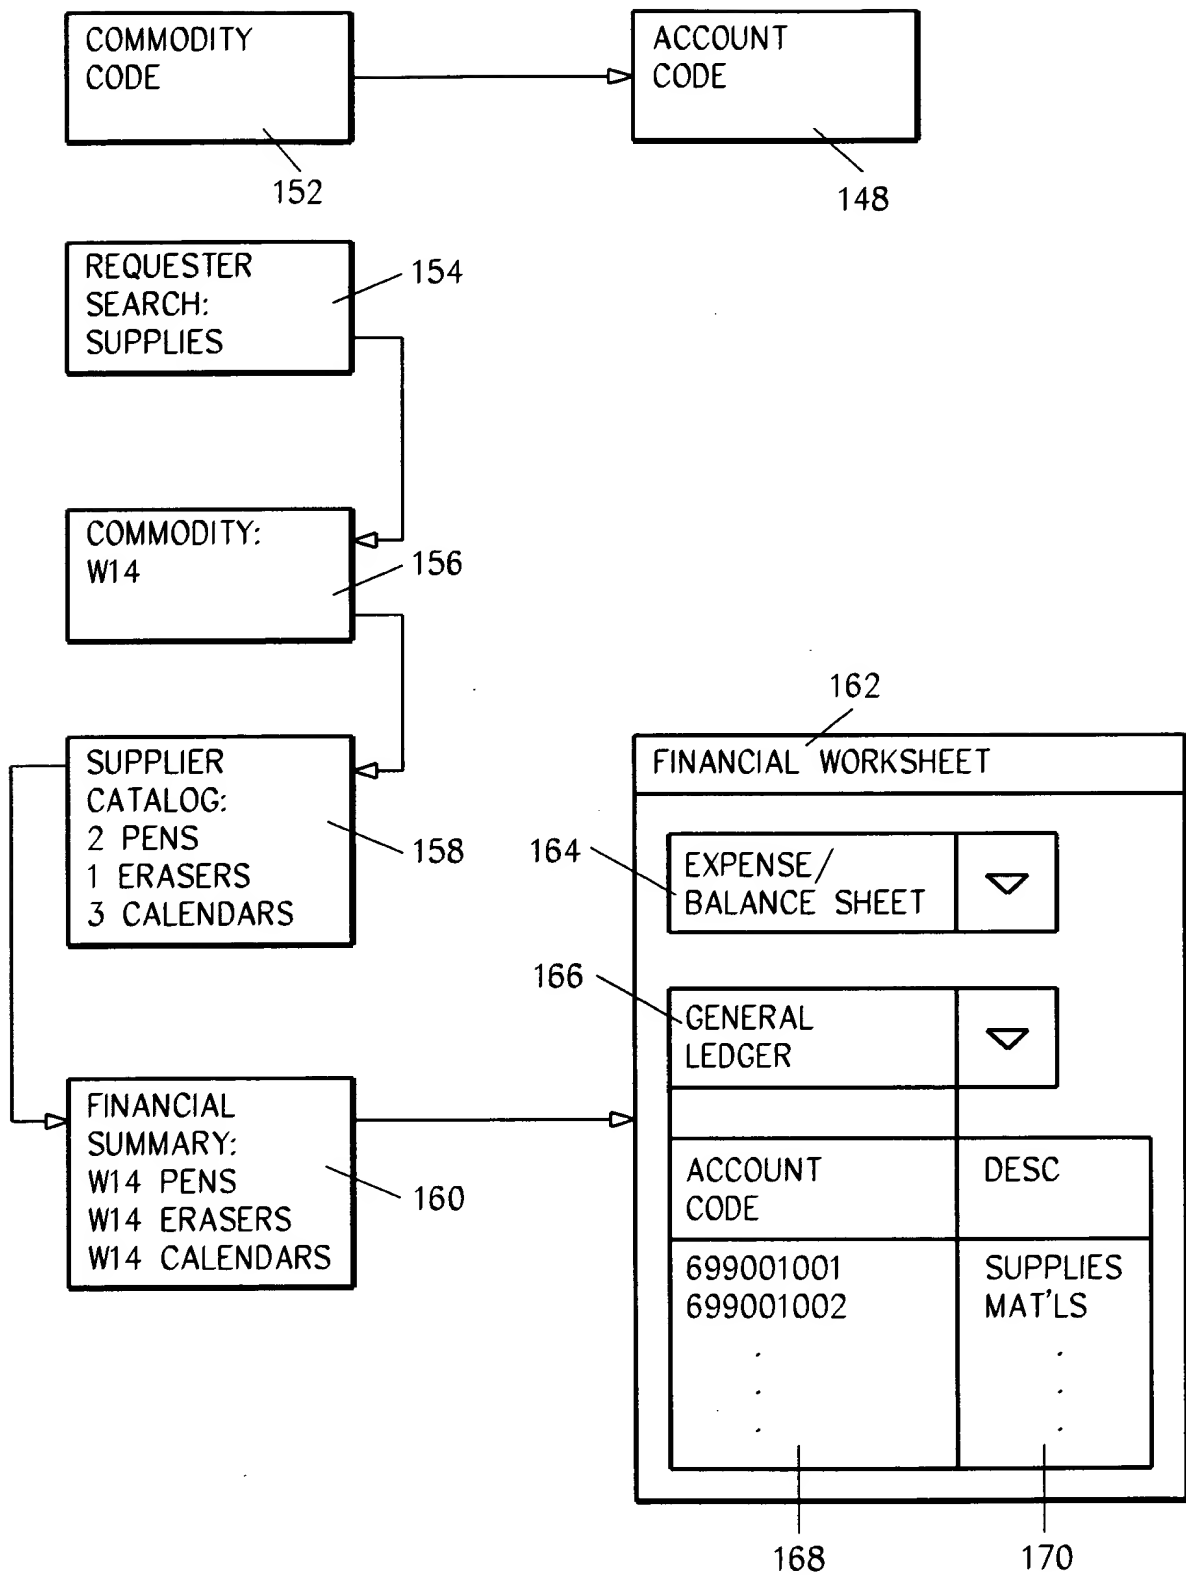 COMMODITY
CODE
152
ACCOUNT
CODE
148
REQUESTER
SEARCH:
SUPPLIES
154
COMMODITY:
W14
156
SUPPLIER
CATALOG:
2 PENS
1 ERASERS
3 CALENDARS
158
FINANCIAL
SUMMARY:
W14 PENS
W14 ERASERS
W14 CALENDARS
160
162
FINANCIAL WORKSHEET
164
EXPENSE/
BALANCE SHEET
166
GENERAL
LEDGER
ACCOUNT
CODE
DESC
699001001 SUPPLIES
699001002 MAT'LS
. .
. .
. .
168 170